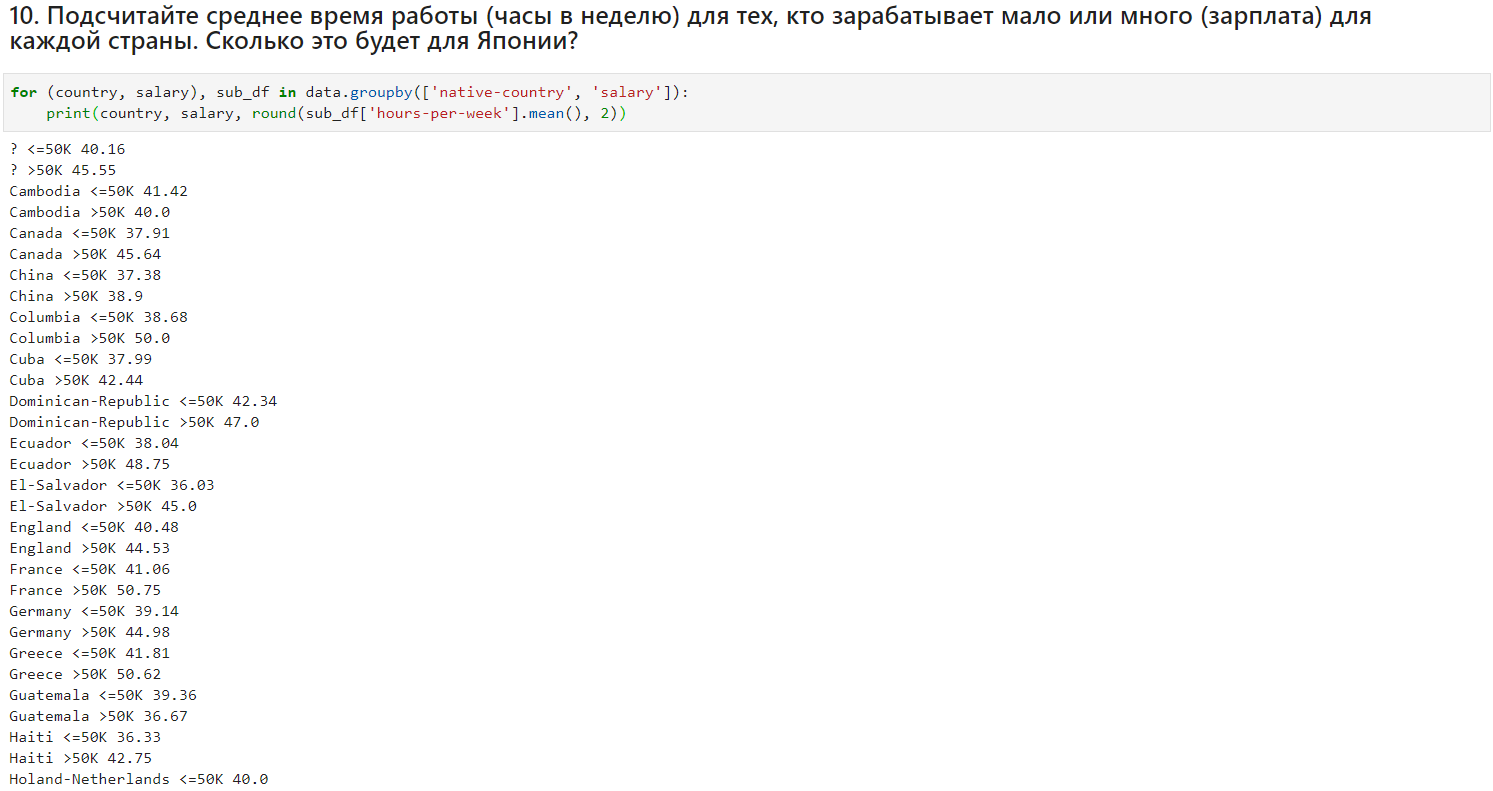 10. Подсчитайте среднее время работы (часы в неделю) для тех, кто зарабатывает мало или много (зарплата) для
каждой страны. Сколько это будет для Японии?
for (country, salary), sub_df in data.groupby(['native-country', 'salary']):
    print(country, salary, round(sub_df['hours-per-week'].mean(), 2))
? <=50K 40.16
? >50K 45.55
Cambodia <=50K 41.42
Cambodia >50K 40.0
Canada <=50K 37.91
Canada >50K 45.64
China <=50K 37.38
China >50K 38.9
Columbia <=50K 38.68
Columbia >50K 50.0
Cuba <=50K 37.99
Cuba >50K 42.44
Dominican-Republic <=50K 42.34
Dominican-Republic >50K 47.0
Ecuador <=50K 38.04
Ecuador >50K 48.75
El-Salvador <=50K 36.03
El-Salvador >50K 45.0
England <=50K 40.48
England >50K 44.53
France <=50K 41.06
France >50K 50.75
Germany <=50K 39.14
Germany >50K 44.98
Greece <=50K 41.81
Greece >50K 50.62
Guatemala <=50K 39.36
Guatemala >50K 36.67
Haiti <=50K 36.33
Haiti >50K 42.75
Holand-Netherlands <=50K 40.0